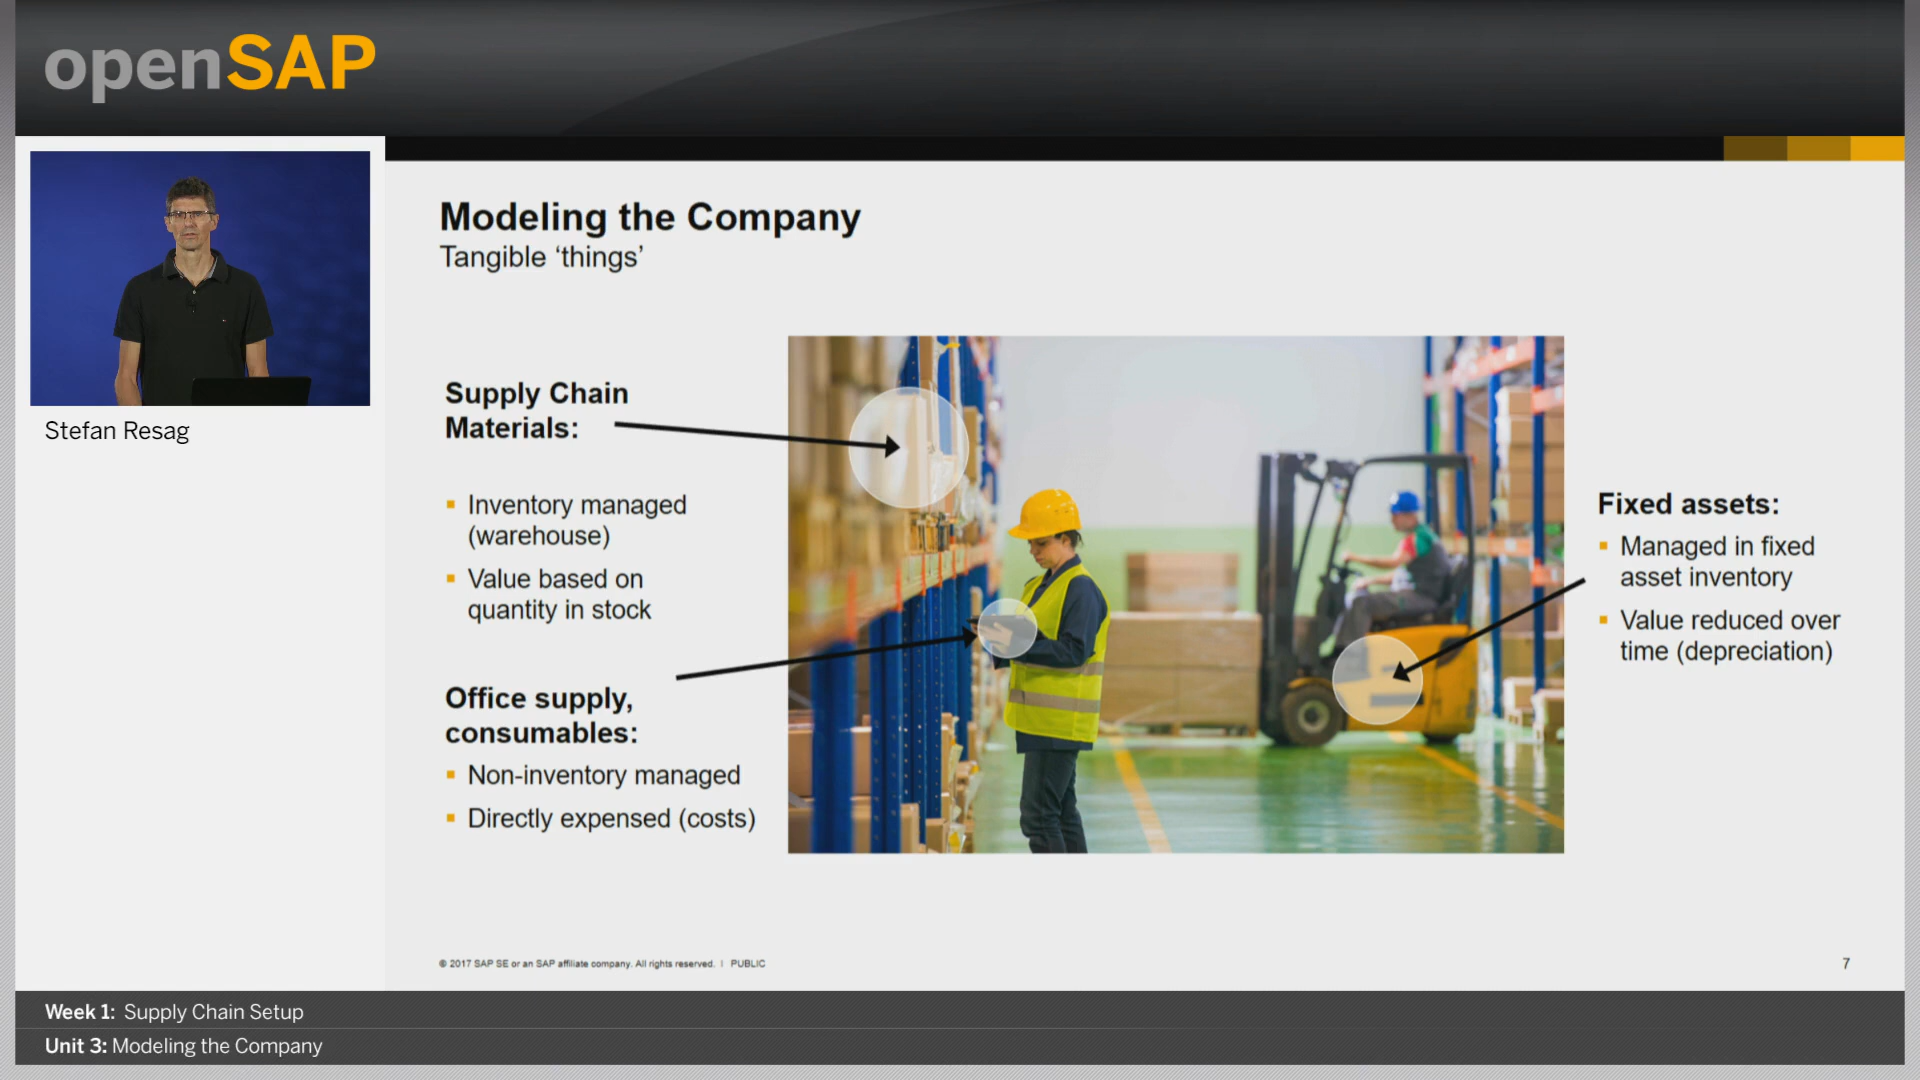 openSAP
Stefan Resag
Modeling the Company
Tangible ‘things’
Supply Chain
Materials:
▪ Inventory managed
(warehouse)
▪ Value based on
quantity in stock
Office supply,
consumables:
▪ Non-inventory managed
▪ Directly expensed (costs)
Fixed assets:
▪ Managed in fixed
asset inventory
▪ Value reduced over
time (depreciation)
© 2017 SAP SE or an SAP affiliate company. All rights reserved. | PUBLIC
7
Week 1: Supply Chain Setup
Unit 3: Modeling the Company